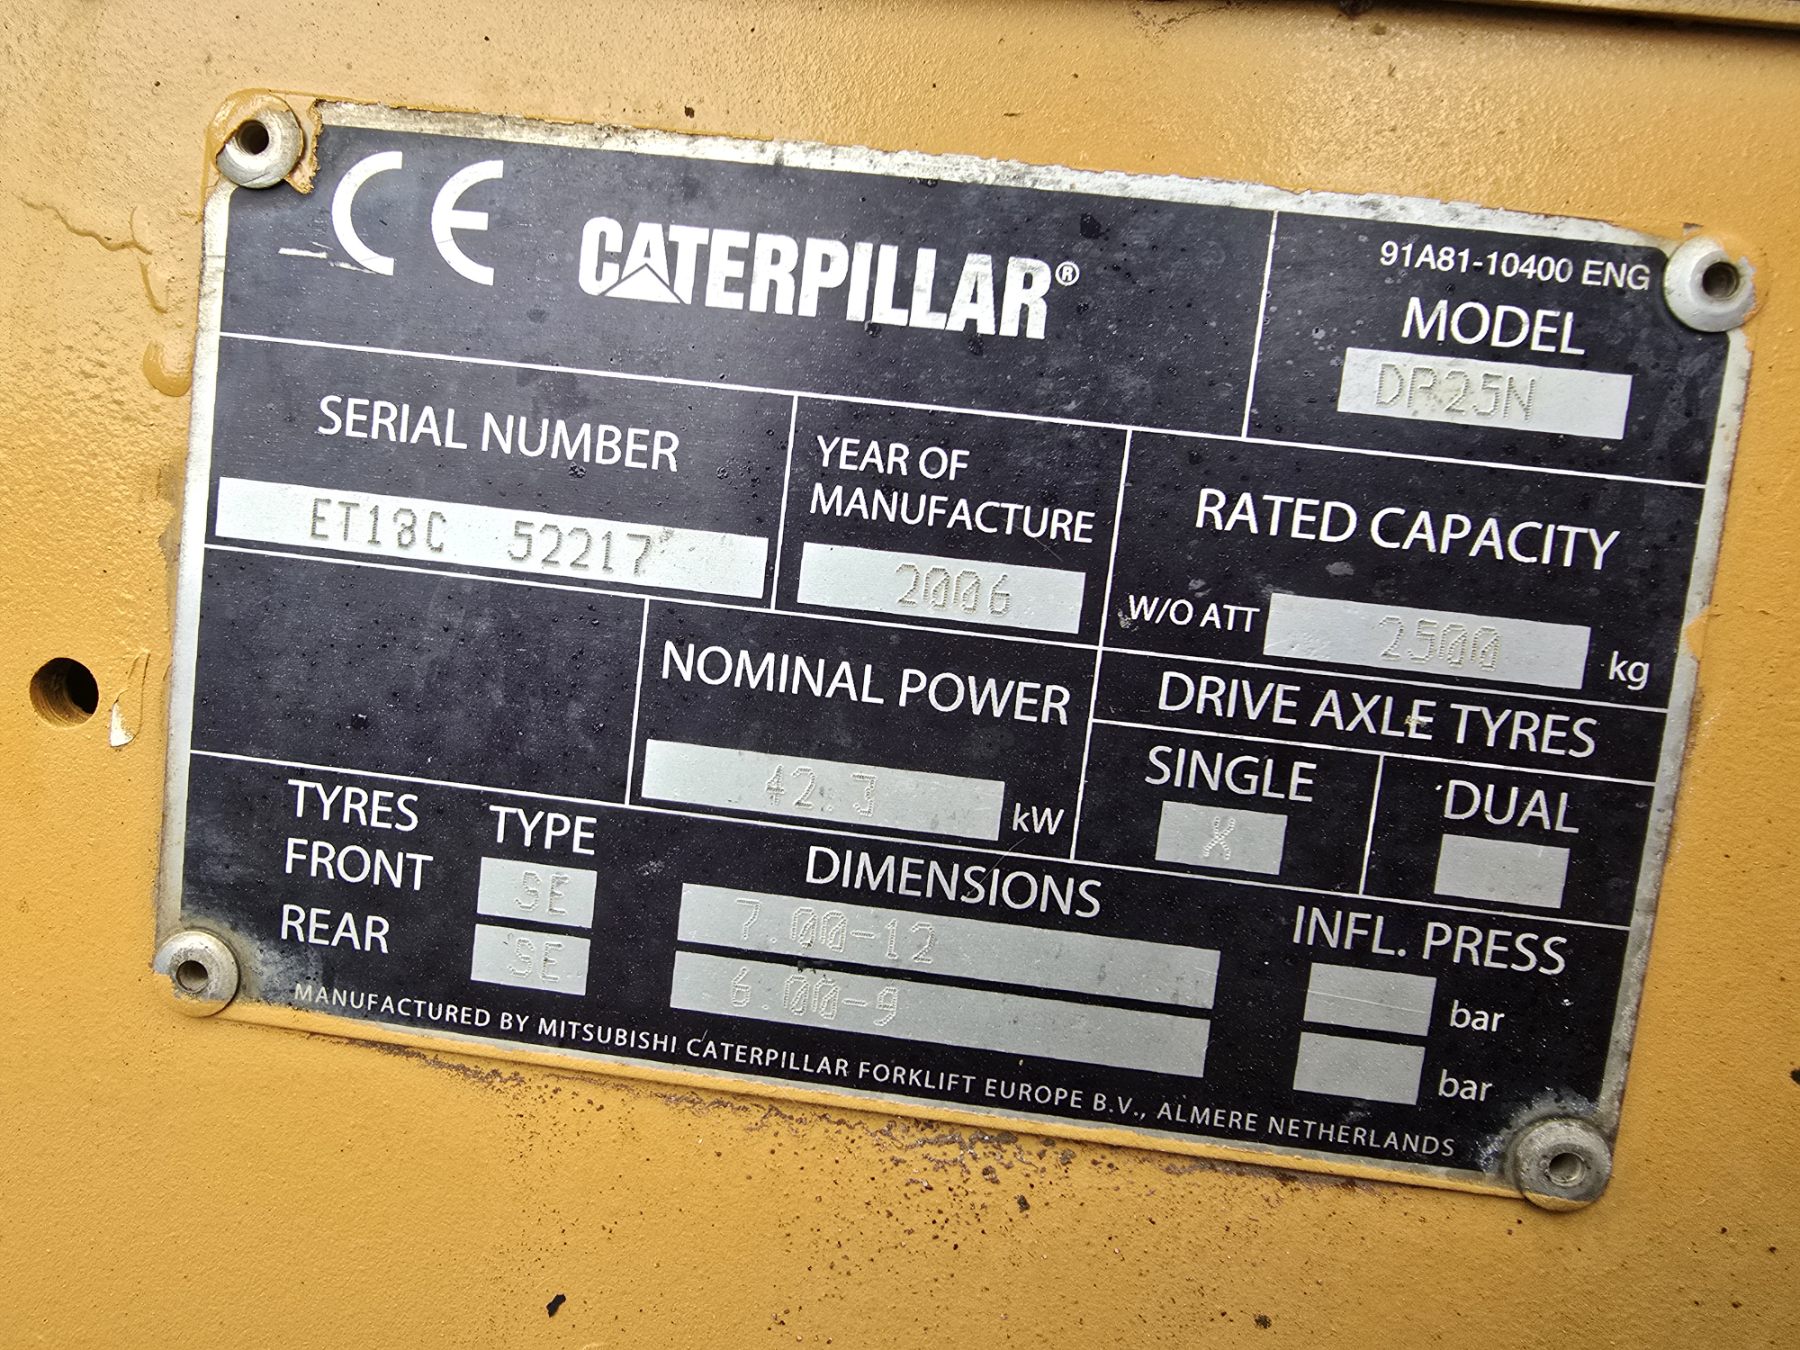 CE CATERPILLAR®
91A81-10400 ENG
MODEL
DP25N
SERIAL NUMBER
ET18C 52217
YEAR OF
MANUFACTURE
2006
RATED CAPACITY
W/O ATT 2500 kg
NOMINAL POWER
42.3 kW
DRIVE AXLE TYRES
SINGLE DUAL
X
TYRES TYPE DIMENSIONS INFL. PRESS
FRONT SE 7.00-12 bar
REAR SE 6.00-9 bar
MANUFACTURED BY MITSUBISHI CATERPILLAR FORKLIFT EUROPE B.V., ALMERE NETHERLANDS